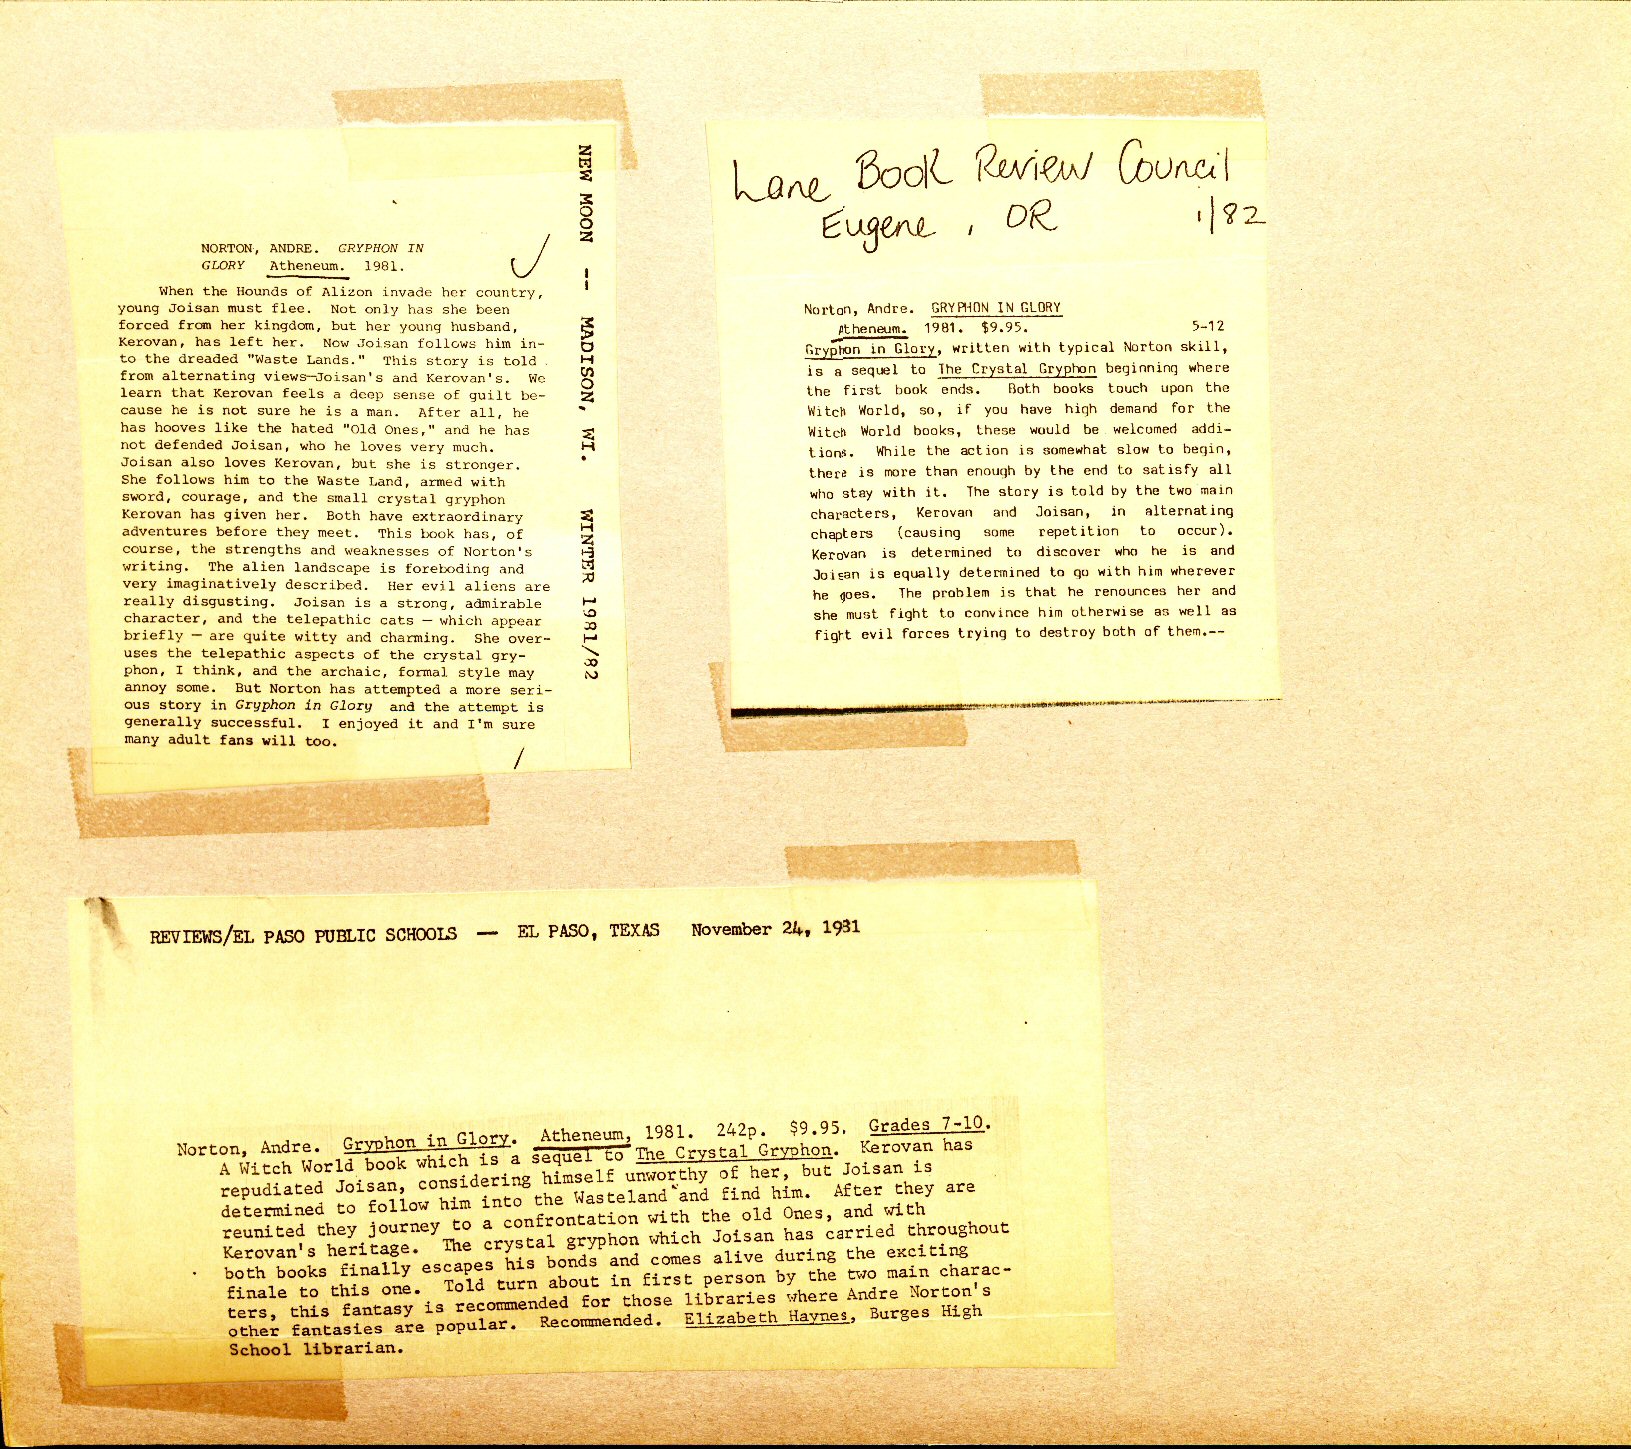 NORTON, ANDRE. GRYPHON IN
GLORY Atheneum. 1981.
When the Hounds of Alizon invade her country,
young Joisan must flee. Not only has she been
forced from her kingdom, but her young husband,
Kerovan, has left her. Now Joisan follows him in-
to the dreaded "Waste Lands." This story is told
from alternating views—Joisan's and Kerovan's. We
learn that Kerovan feels a deep sense of guilt be-
cause he is not sure he is a man. After all, he
has hooves like the hated "Old Ones," and he has
not defended Joisan, who he loves very much.
Joisan also loves Kerovan, but she is stronger.
She follows him to the Waste Land, armed with
sword, courage, and the small crystal gryphon
Kerovan has given her. Both have extraordinary
adventures before they meet. This book has, of
course, the strengths and weaknesses of Norton's
writing. The alien landscape is foreboding and
very imaginatively described. Her evil aliens are
really disgusting. Joisan is a strong, admirable
character, and the telepathic cats — which appear
briefly — are quite witty and charming. She over-
uses the telepathic aspects of the crystal gry-
phon, I think, and the archaic, formal style may
annoy some. But Norton has attempted a more seri-
ous story in Gryphon in Glory and the attempt is
generally successful. I enjoyed it and I'm sure
many adult fans will too.
NEW MOON -- MADISON, WI. WINTER 1981/82
Lane Book Review Council
Eugene, OR 1/82
Norton, Andre. GRYPHON IN GLORY
Atheneum. 1981. $9.95. 5-12
Gryphon in Glory, written with typical Norton skill,
is a sequel to The Crystal Gryphon beginning where
the first book ends. Both books touch upon the
Witch World, so, if you have high demand for the
Witch World books, these would be welcomed addi-
tions. While the action is somewhat slow to begin,
there is more than enough by the end to satisfy all
who stay with it. The story is told by the two main
characters, Kerovan and Joisan, in alternating
chapters (causing some repetition to occur).
Kerovan is determined to discover who he is and
Joisan is equally determined to go with him wherever
he goes. The problem is that he renounces her and
she must fight to convince him otherwise as well as
fight evil forces trying to destroy both of them.--
REVIEWS/EL PASO PUBLIC SCHOOLS — EL PASO, TEXAS November 24, 1981
Norton, Andre. Gryphon in Glory. Atheneum, 1981. 242p. $9.95. Grades 7-10.
A Witch World book which is a sequel to The Crystal Gryphon. Kerovan has
repudiated Joisan, considering himself unworthy of her, but Joisan is
determined to follow him into the Wasteland and find him. After they are
reunited they journey to a confrontation with the old Ones, and with
Kerovan's heritage. The crystal gryphon which Joisan has carried throughout
both books finally escapes his bonds and comes alive during the exciting
finale to this one. Told turn about in first person by the two main charac-
ters, this fantasy is recommended for those libraries where Andre Norton's
other fantasies are popular. Recommended. Elizabeth Haynes, Burges High
School librarian.